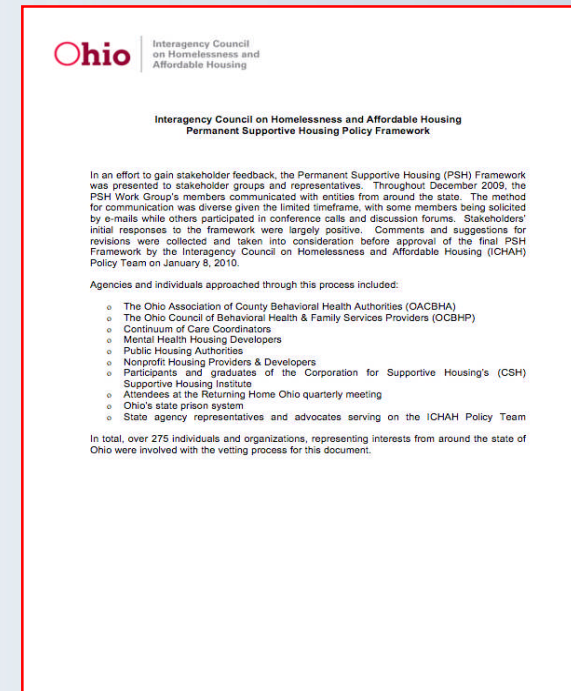 Ohio
Interagency Council
on Homelessness and
Affordable Housing
Interagency Council on Homelessness and Affordable Housing
Permanent Supportive Housing Policy Framework
In an effort to gain stakeholder feedback, the Permanent Supportive Housing (PSH) Framework
was presented to stakeholder groups and representatives. Throughout December 2009, the
PSH Work Group's members communicated with entities from around the state. The method
for communication was diverse given the limited timeframe, with some members being solicited
by e-mails while others participated in conference calls and discussion forums. Stakeholders'
initial responses to the framework were largely positive. Comments and suggestions for
revisions were collected and taken into consideration before approval of the final PSH
Framework by the Interagency Council on Homelessness and Affordable Housing (ICHAH)
Policy Team on January 8, 2010.
Agencies and individuals approached through this process included:
o The Ohio Association of County Behavioral Health Authorities (OACBHA)
o The Ohio Council of Behavioral Health & Family Services Providers (OCBHP)
o Continuum of Care Coordinators
o Mental Health Housing Developers
o Public Housing Authorities
o Nonprofit Housing Providers & Developers
o Participants and graduates of the Corporation for Supportive Housing's (CSH)
Supportive Housing Institute
o Attendees at the Returning Home Ohio quarterly meeting
o Ohio's state prison system
o State agency representatives and advocates serving on the ICHAH Policy Team
In total, over 275 individuals and organizations, representing interests from around the state of
Ohio were involved with the vetting process for this document.